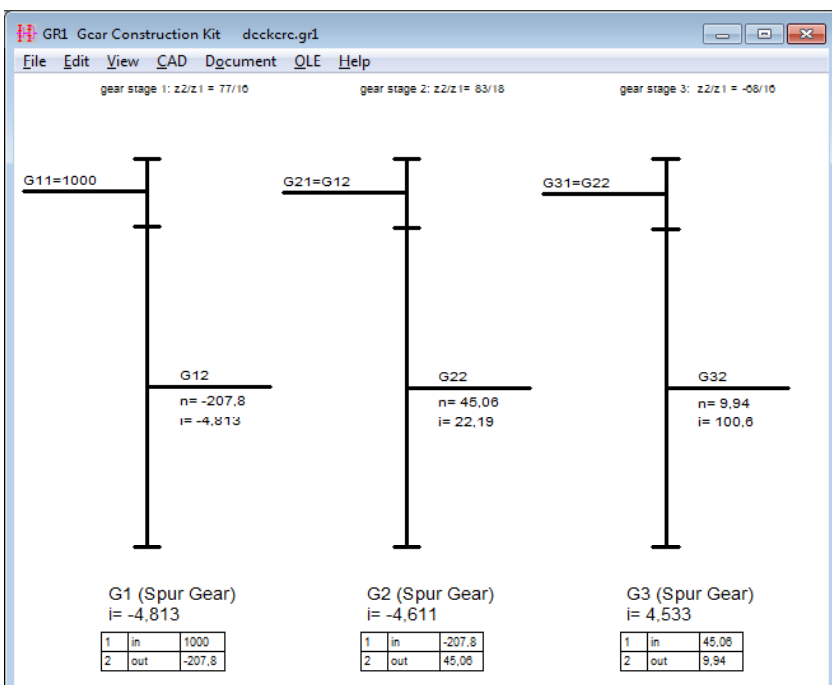 GR1 Gear Construction Kit deckere.gr1
File Edit View CAD Document OLE Help
gear stage 1: z2/z1 = 77/16
gear stage 2: z2/z1= 83/18
gear stage 3: z2/z1 = -68/16
G11=1000
G21=G12
G31=G22
G12
n= -207,8
i= -4,813
G22
n= 45,06
i= 22,19
G32
n= 9,94
i= 100,6
G1 (Spur Gear)
i= -4,813
1 in 1000
2 out -207,8
G2 (Spur Gear)
i= -4,611
1 in -207,8
2 out 45,06
G3 (Spur Gear)
i= 4,533
1 in 45,06
2 out 9,94